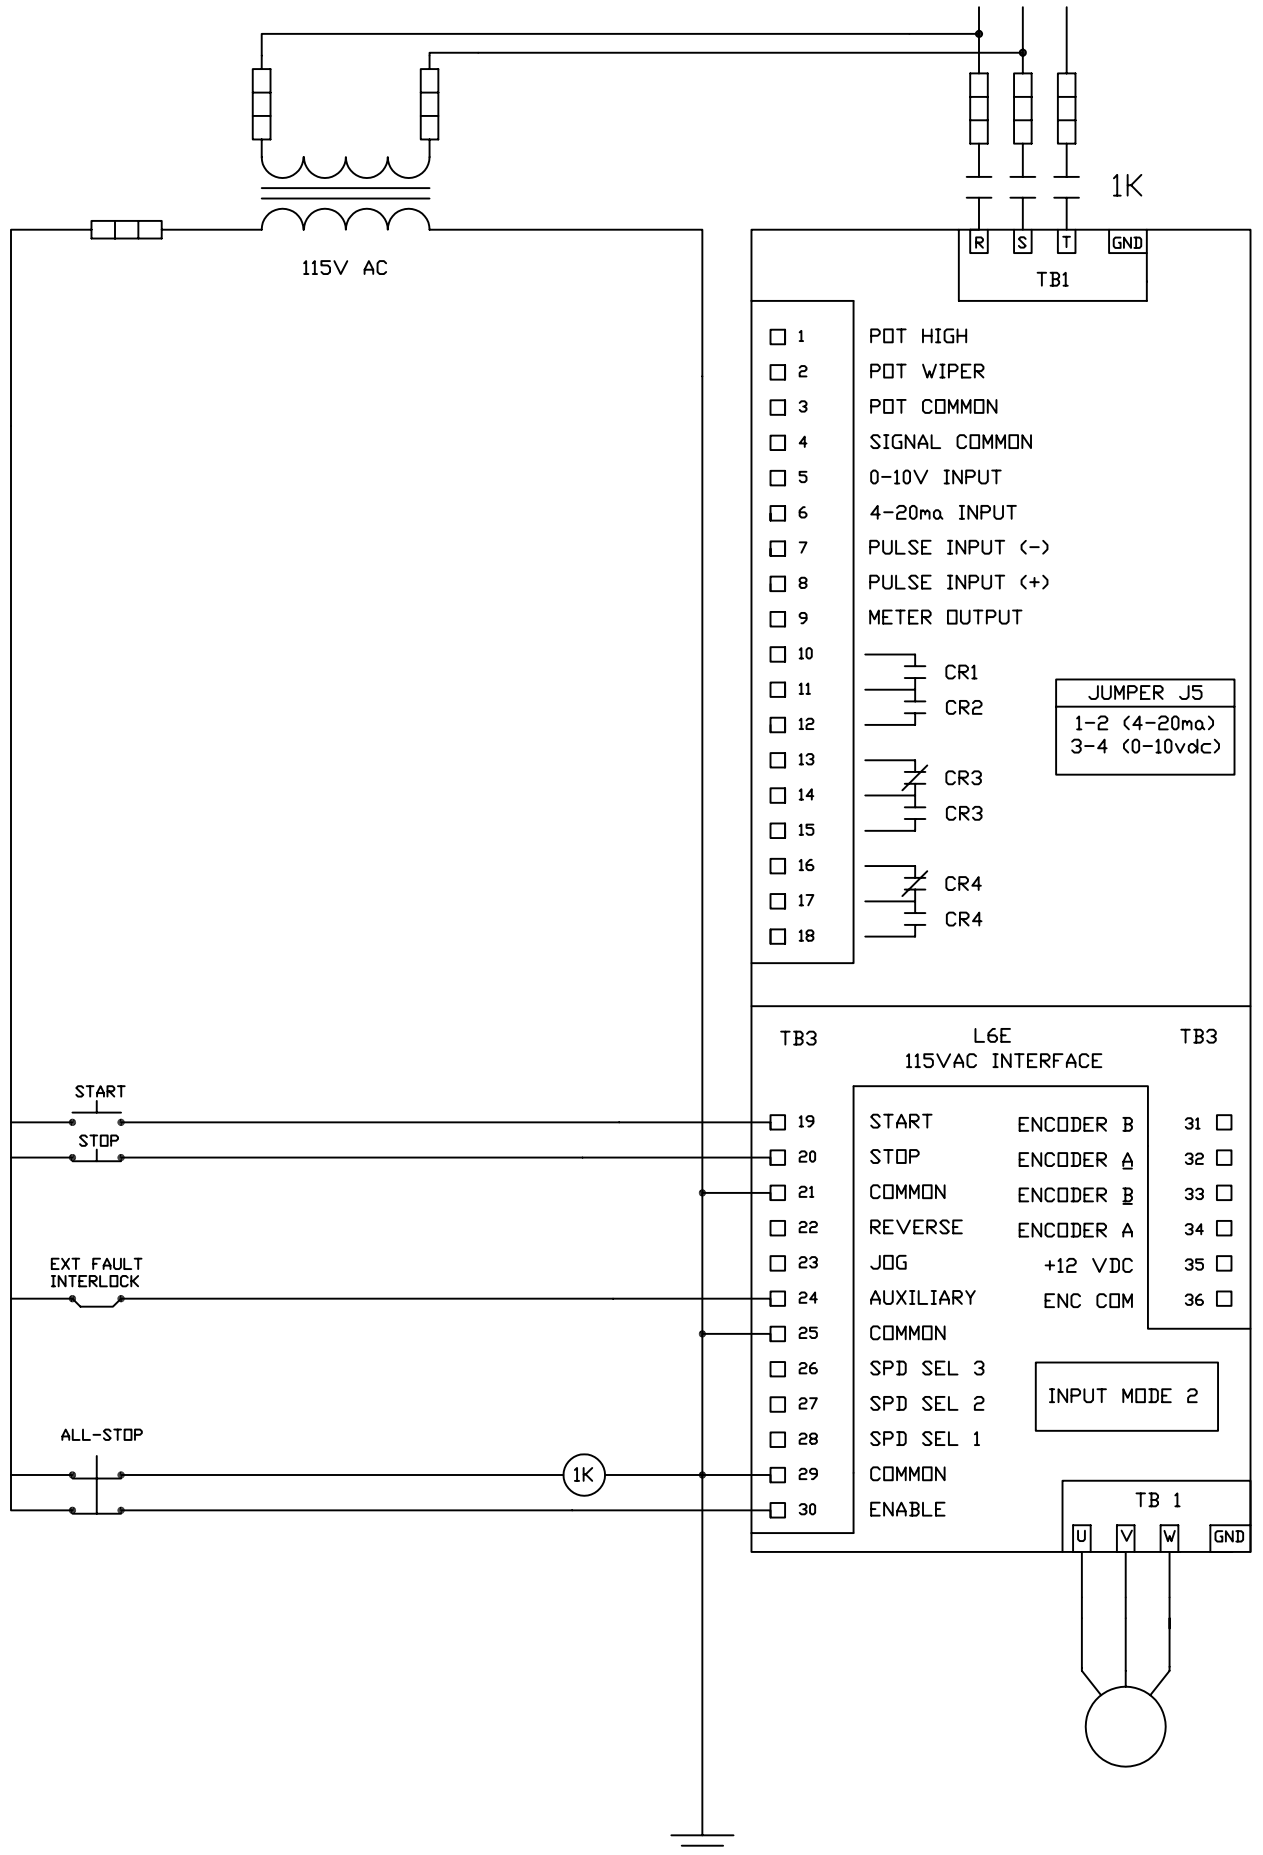 1K
R S T GND
115V AC
TB1
1 POT HIGH
2 POT WIPER
3 POT COMMON
4 SIGNAL COMMON
5 0-10V INPUT
6 4-20ma INPUT
7 PULSE INPUT (-)
8 PULSE INPUT (+)
9 METER OUTPUT
10
CR1
11
CR2
12
JUMPER J5
1-2 (4-20ma)
3-4 (0-10vdc)
13
CR3
14
CR3
15
16
CR4
17
CR4
18
TB3 L6E TB3
115VAC INTERFACE
START
19 START ENCODER B 31
STOP
20 STOP ENCODER A 32
21 COMMON ENCODER B 33
22 REVERSE ENCODER A 34
EXT FAULT
INTERLOCK
23 JOG +12 VDC 35
24 AUXILIARY ENC COM 36
25 COMMON
26 SPD SEL 3
27 SPD SEL 2
INPUT MODE 2
ALL-STOP
28 SPD SEL 1
1K
29 COMMON
30 ENABLE
TB 1
U V W GND